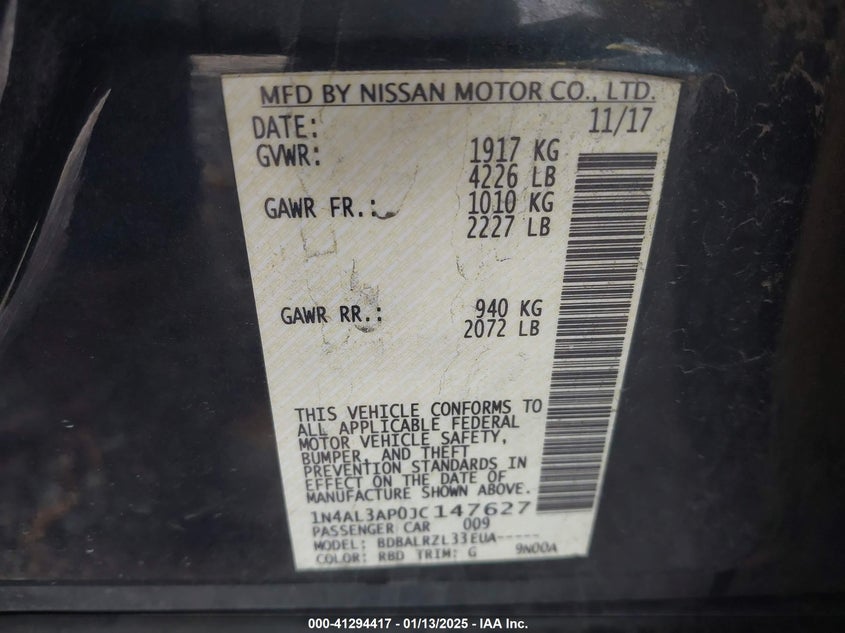 MFD BY NISSAN MOTOR CO., LTD.
DATE: 11/17
GVWR: 1917 KG
4226 LB
GAWR FR.: 1010 KG
2227 LB
GAWR RR.: 940 KG
2072 LB
THIS VEHICLE CONFORMS TO
ALL APPLICABLE FEDERAL
MOTOR VEHICLE SAFETY,
BUMPER, AND THEFT
PREVENTION STANDARDS IN
EFFECT ON THE DATE OF
MANUFACTURE SHOWN ABOVE.
1N4AL3AP0JC147627
PASSENGER CAR 009
MODEL: BDBALRZL33EUA-----
COLOR: RBD TRIM: G 9N00A
000-41294417 - 01/13/2025 - IAA Inc.